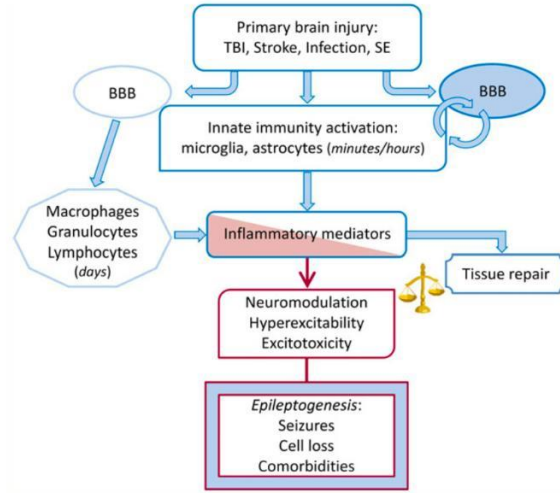 Primary brain injury:
TBI, Stroke, Infection, SE
BBB
BBB
Innate immunity activation:
microglia, astrocytes (minutes/hours)
Macrophages
Granulocytes
Lymphocytes
(days)
Inflammatory mediators
Tissue repair
Neuromodulation
Hyperexcitability
Excitotoxicity
Epileptogenesis:
Seizures
Cell loss
Comorbidities